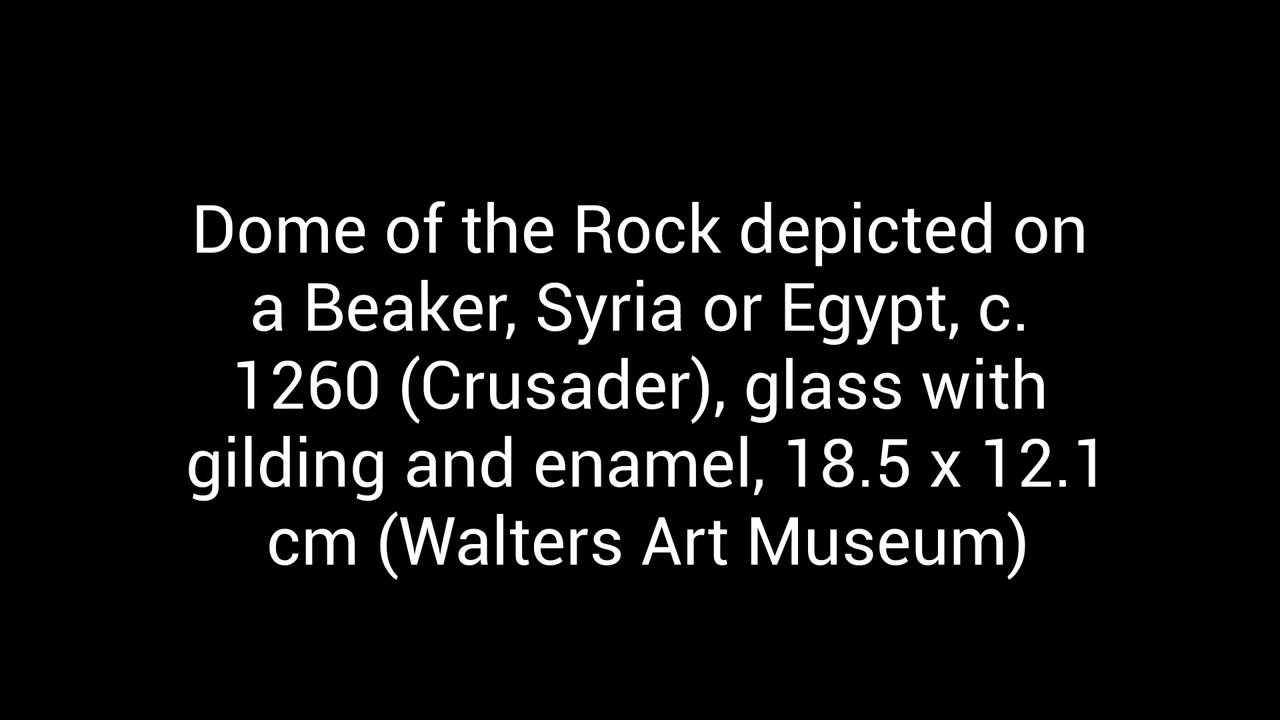 Dome of the Rock depicted on
a Beaker, Syria or Egypt, c.
1260 (Crusader), glass with
gilding and enamel, 18.5 x 12.1
cm (Walters Art Museum)